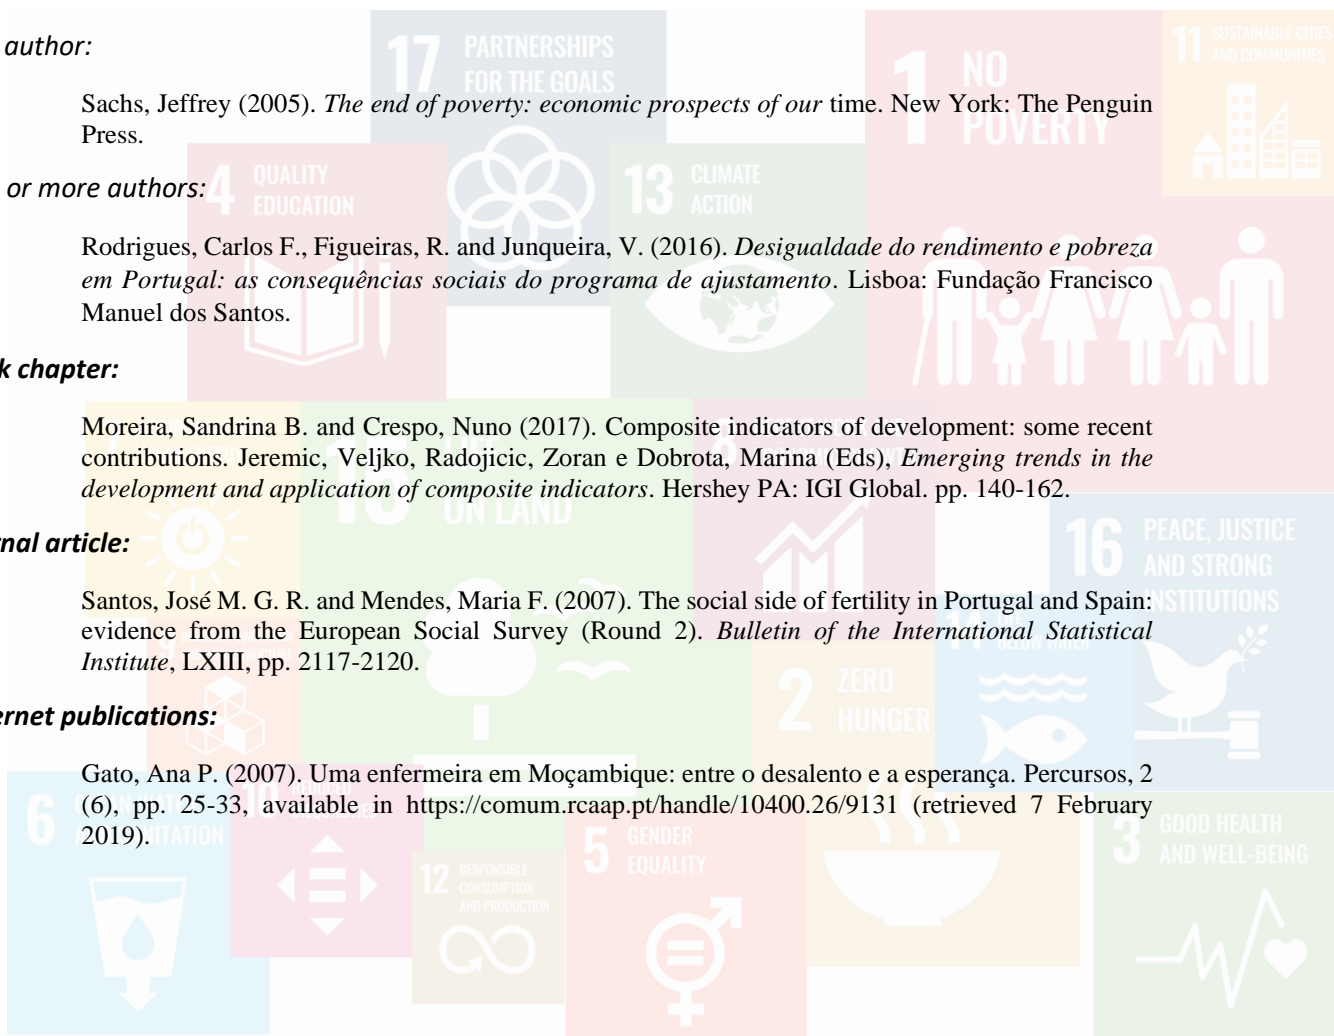 author:
Sachs, Jeffrey (2005). The end of poverty: economic prospects of our time. New York: The Penguin
Press.
or more authors:
Rodrigues, Carlos F., Figueiras, R. and Junqueira, V. (2016). Desigualdade do rendimento e pobreza
em Portugal: as consequências sociais do programa de ajustamento. Lisboa: Fundação Francisco
Manuel dos Santos.
k chapter:
Moreira, Sandrina B. and Crespo, Nuno (2017). Composite indicators of development: some recent
contributions. Jeremic, Veljko, Radojicic, Zoran e Dobrota, Marina (Eds), Emerging trends in the
development and application of composite indicators. Hershey PA: IGI Global. pp. 140-162.
nal article:
Santos, José M. G. R. and Mendes, Maria F. (2007). The social side of fertility in Portugal and Spain:
evidence from the European Social Survey (Round 2). Bulletin of the International Statistical
Institute, LXIII, pp. 2117-2120.
ernet publications:
Gato, Ana P. (2007). Uma enfermeira em Moçambique: entre o desalento e a esperança. Percursos, 2
(6), pp. 25-33, available in https://comum.rcaap.pt/handle/10400.26/9131 (retrieved 7 February
2019).
17 PARTNERSHIPS
FOR THE GOALS
1 NO
POVERTY
11 SUSTAINABLE CITIES
AND COMMUNITIES
4 QUALITY
EDUCATION
13 CLIMATE
ACTION
15
ON LAND
8
16 PEACE, JUSTICE
AND STRONG
INSTITUTIONS
9
14
BELOW WATER
2 ZERO
HUNGER
6
10
12 RESPONSIBLE
CONSUMPTION
AND PRODUCTION
5 GENDER
EQUALITY
3 GOOD HEALTH
AND WELL-BEING